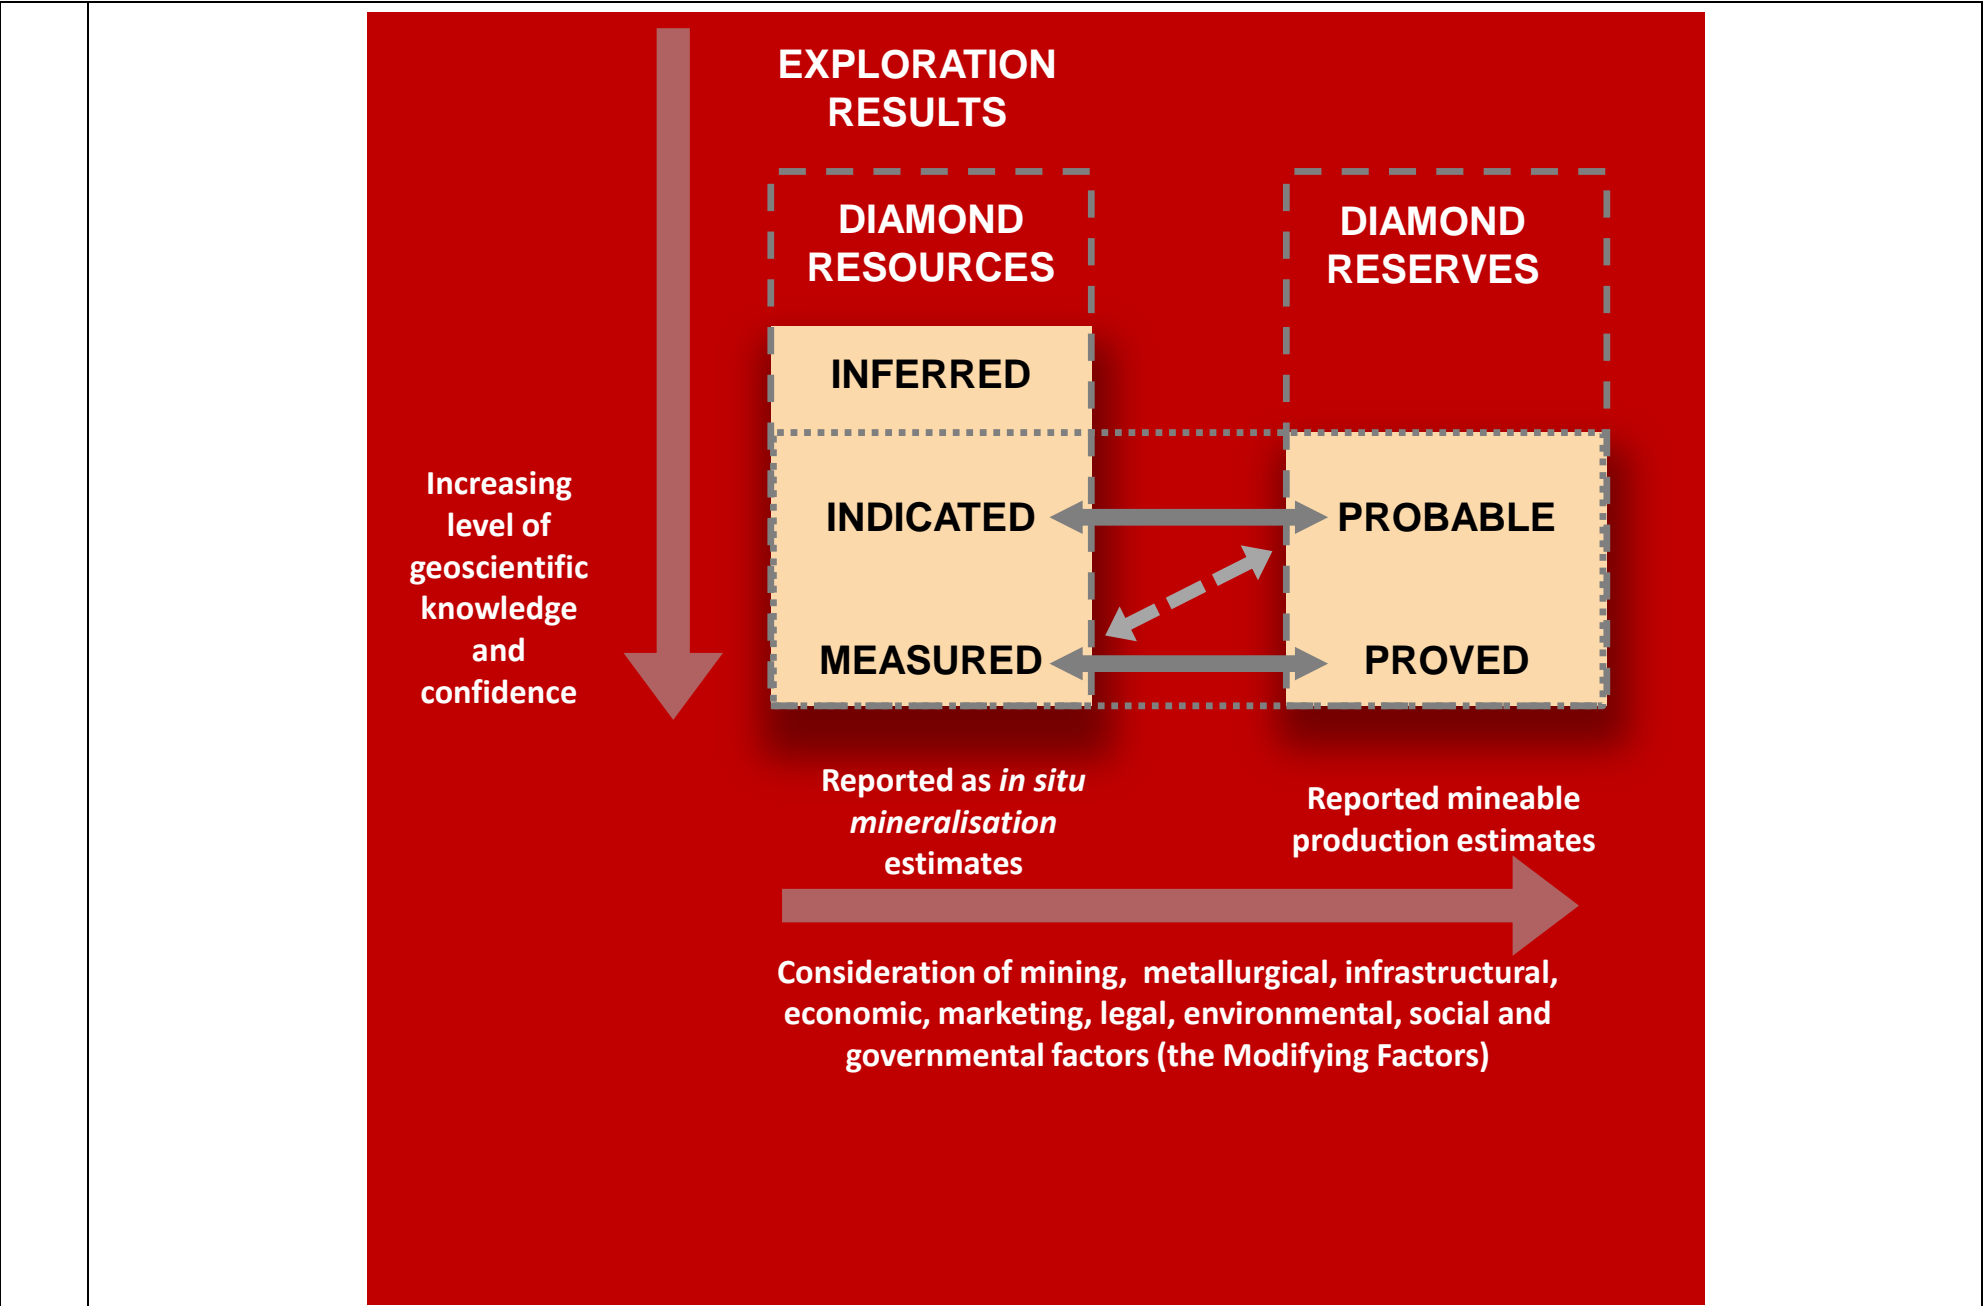 EXPLORATION
RESULTS
DIAMOND
RESOURCES
DIAMOND
RESERVES
INFERRED
INDICATED
PROBABLE
MEASURED
PROVED
Increasing
level of
geoscientific
knowledge
and
confidence
Reported as in situ
mineralisation
estimates
Reported mineable
production estimates
Consideration of mining, metallurgical, infrastructural,
economic, marketing, legal, environmental, social and
governmental factors (the Modifying Factors)